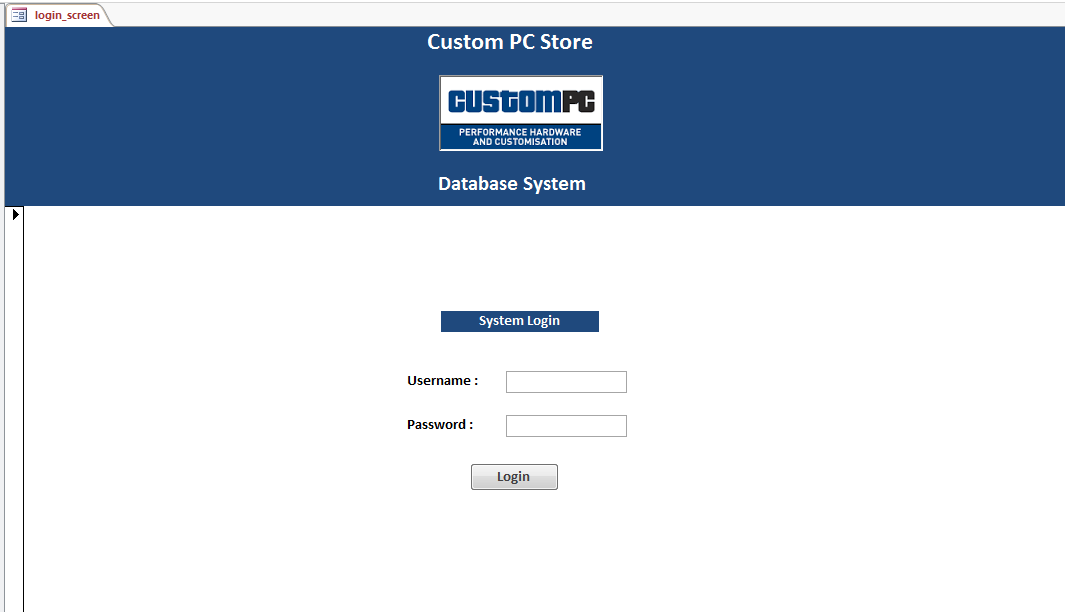 login_screen
Custom PC Store
CUSTOMPC
PERFORMANCE HARDWARE
AND CUSTOMISATION
Database System
System Login
Username :
Password :
Login